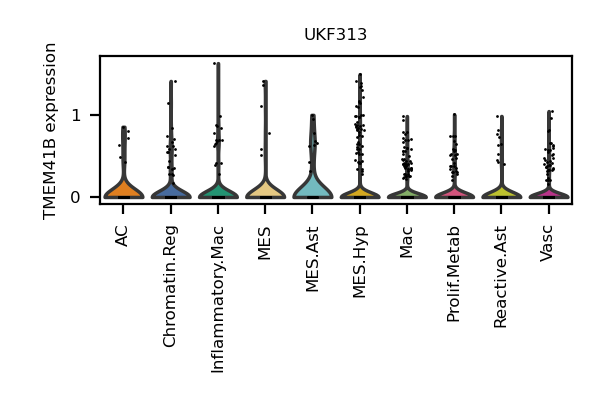 UKF313
TMEM41B expression
1
0
AC
Chromatin.Reg
Inflammatory.Mac
MES
MES.Ast
MES.Hyp
Mac
Prolif.Metab
Reactive.Ast
Vasc